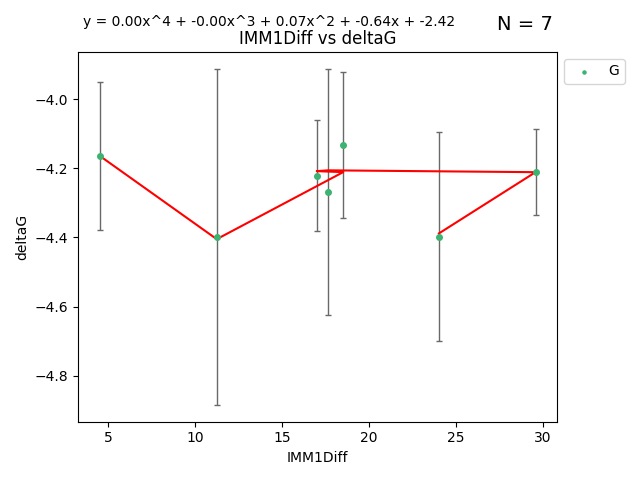 y = 0.00x^4 + -0.00x^3 + 0.07x^2 + -0.64x + -2.42
N = 7
IMM1Diff vs deltaG
G
−4.0
−4.2
−4.4
−4.6
−4.8
deltaG
5 10 15 20 25 30
IMM1Diff